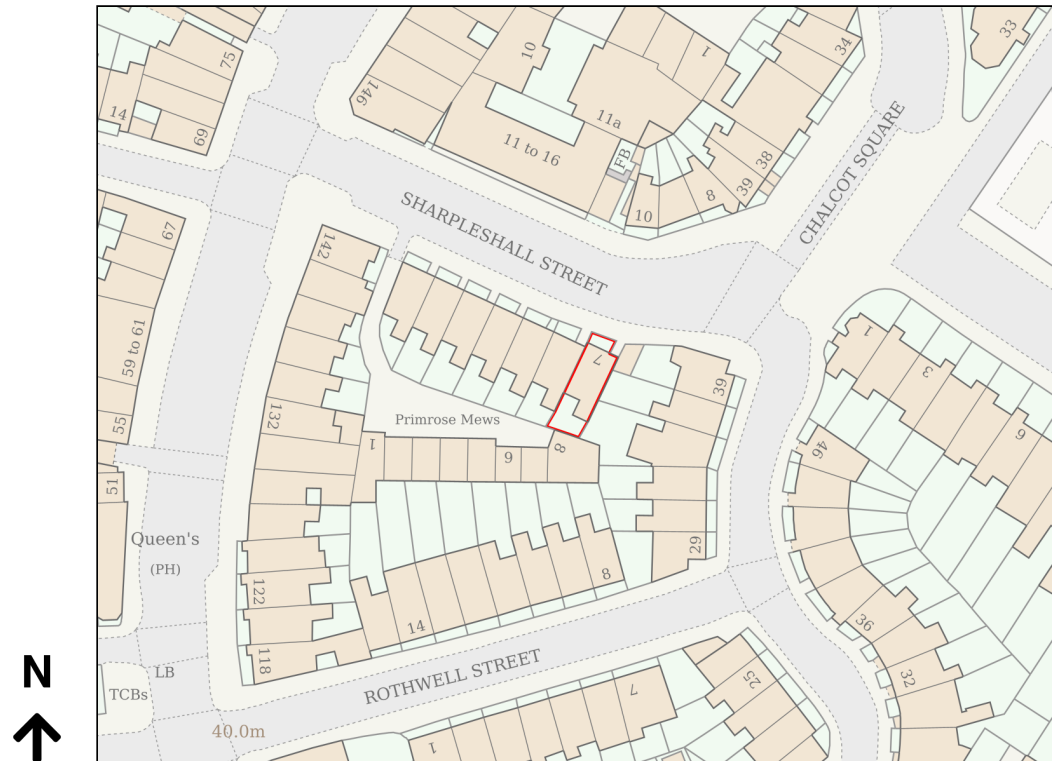 33
34
1
10
75
146
14
11a
CHALCOT SQUARE
69
11 to 16
FB
38
39
8
10
SHARPLESHALL STREET
67
142
59 to 61
7
1
3
39
9
Primrose Mews
132
55
1
6
8
46
51
Queen's
(PH)
29
8
122
14
36
118
ROTHWELL STREET
LB
TCBs
32
25
7
40.0m
1
N